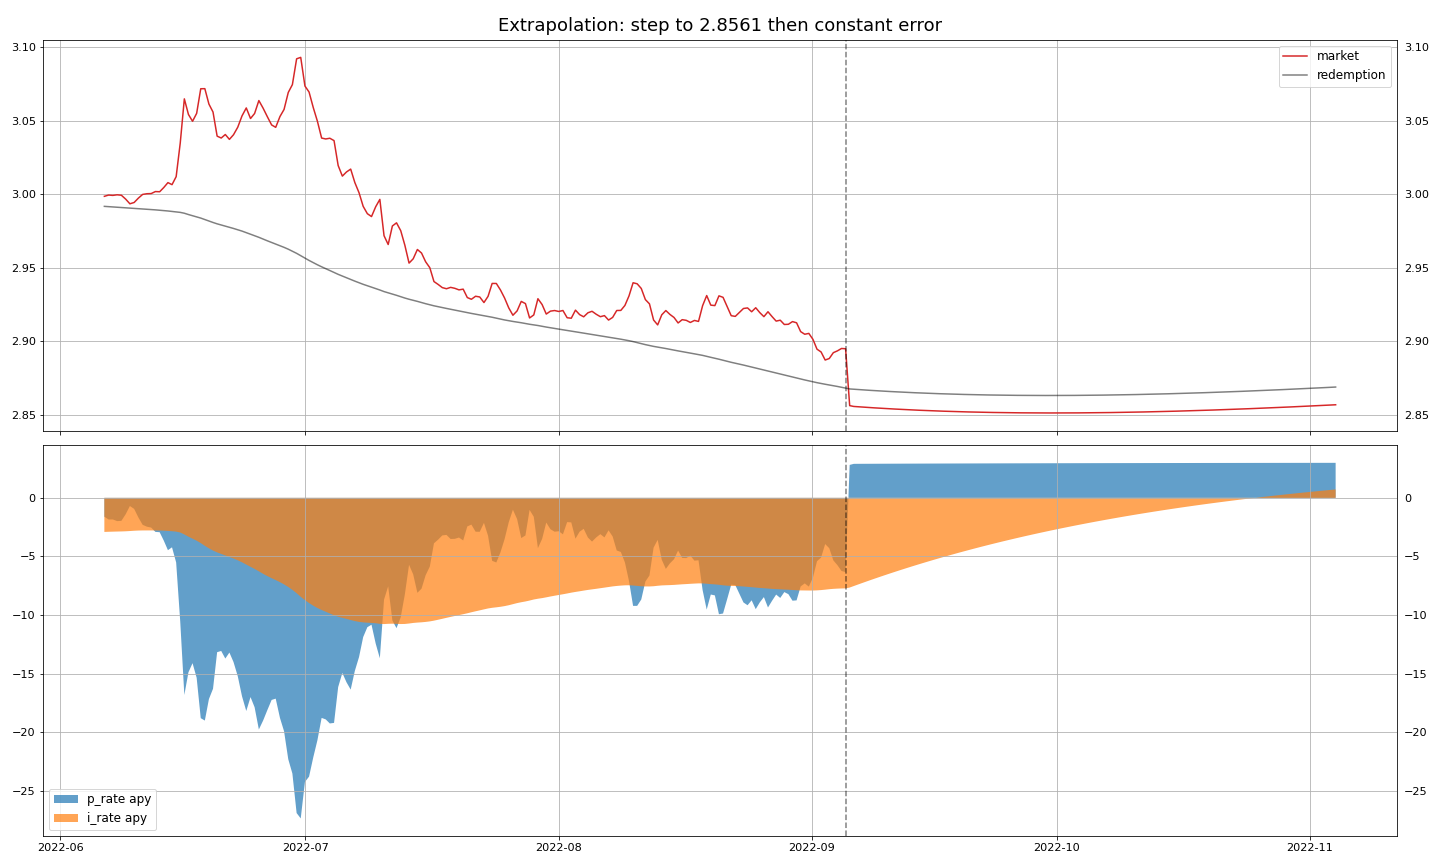 Extrapolation: step to 2.8561 then constant error
3.10 3.10
market
redemption
3.05 3.05
3.00 3.00
2.95 2.95
2.90 2.90
2.85 2.85
0 0
−5 −5
−10 −10
−15 −15
−20 −20
−25 −25
p_rate apy
i_rate apy
2022-06 2022-07 2022-08 2022-09 2022-10 2022-11